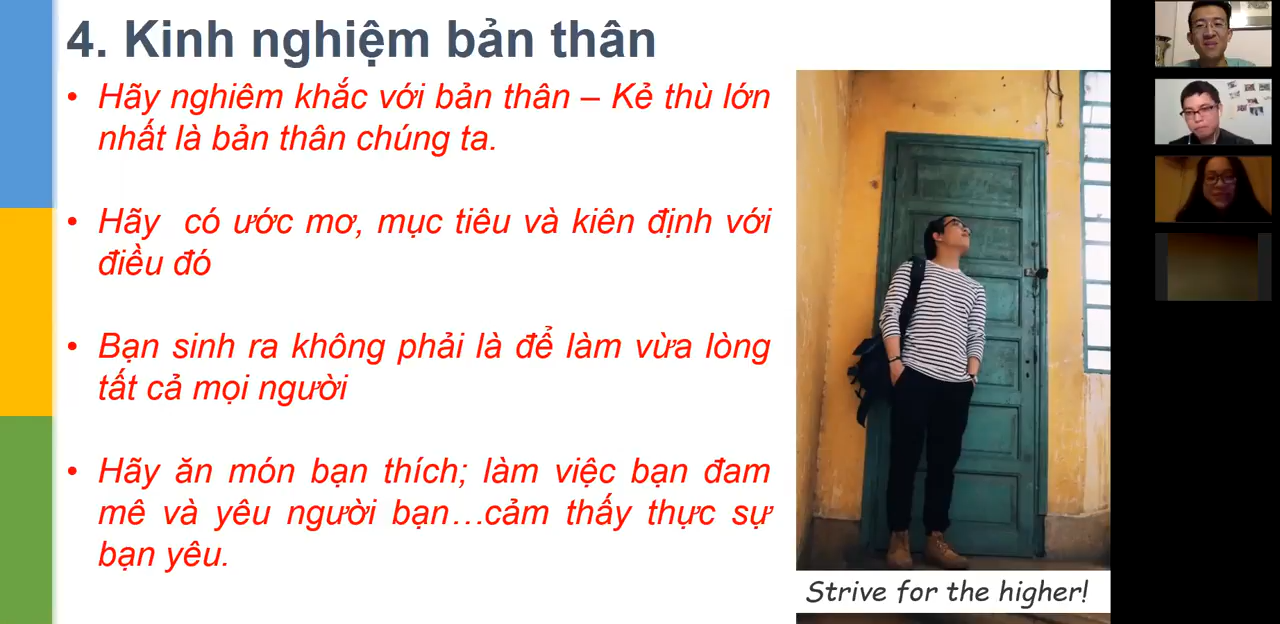 4. Kinh nghiệm bản thân
• Hãy nghiêm khắc với bản thân – Kẻ thù lớn
nhất là bản thân chúng ta.
• Hãy có ước mơ, mục tiêu và kiên định với
điều đó
• Bạn sinh ra không phải là để làm vừa lòng
tất cả mọi người
• Hãy ăn món bạn thích; làm việc bạn đam
mê và yêu người bạn…cảm thấy thực sự
bạn yêu.
Strive for the higher!